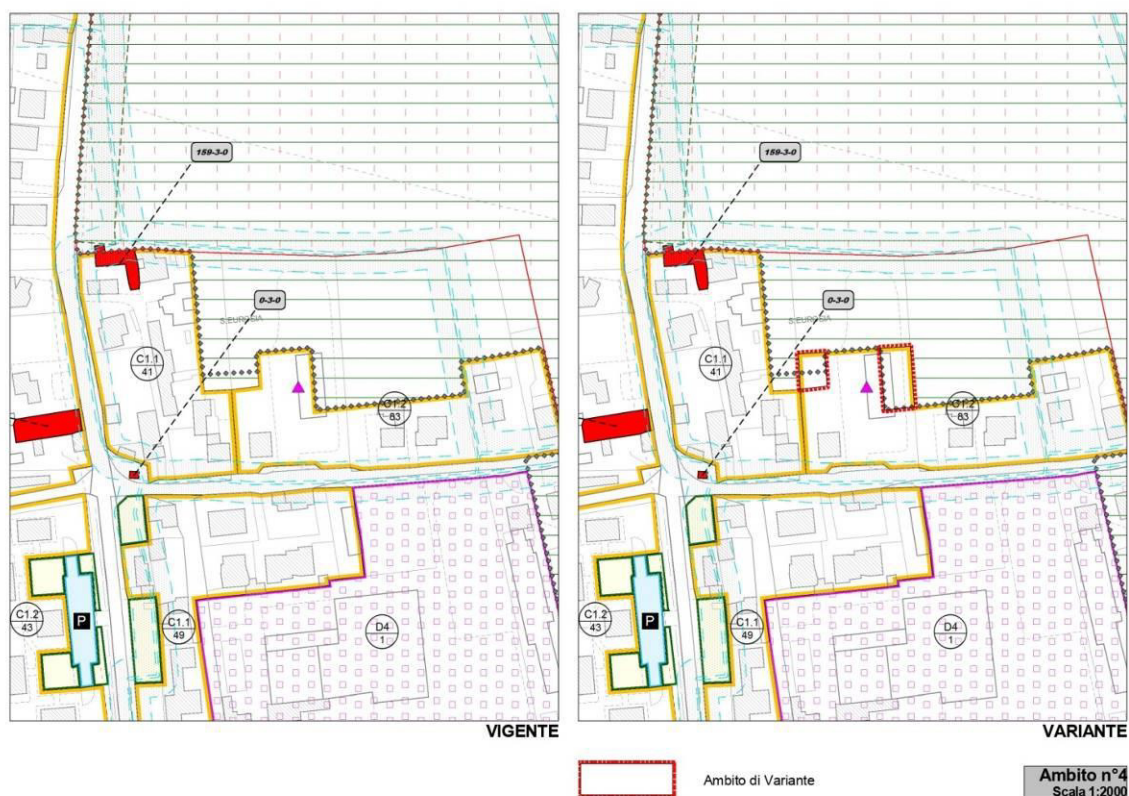 159-3-0
0-3-0
S.EUROSIA
C1.1
41
C1.2
83
C1.2
43
P
C1.1
49
D4
1
VIGENTE
159-3-0
0-3-0
S.EUROSIA
C1.1
41
C1.2
83
C1.2
43
P
C1.1
49
D4
1
VARIANTE
Ambito di Variante
Ambito n°4
Scala 1:2000